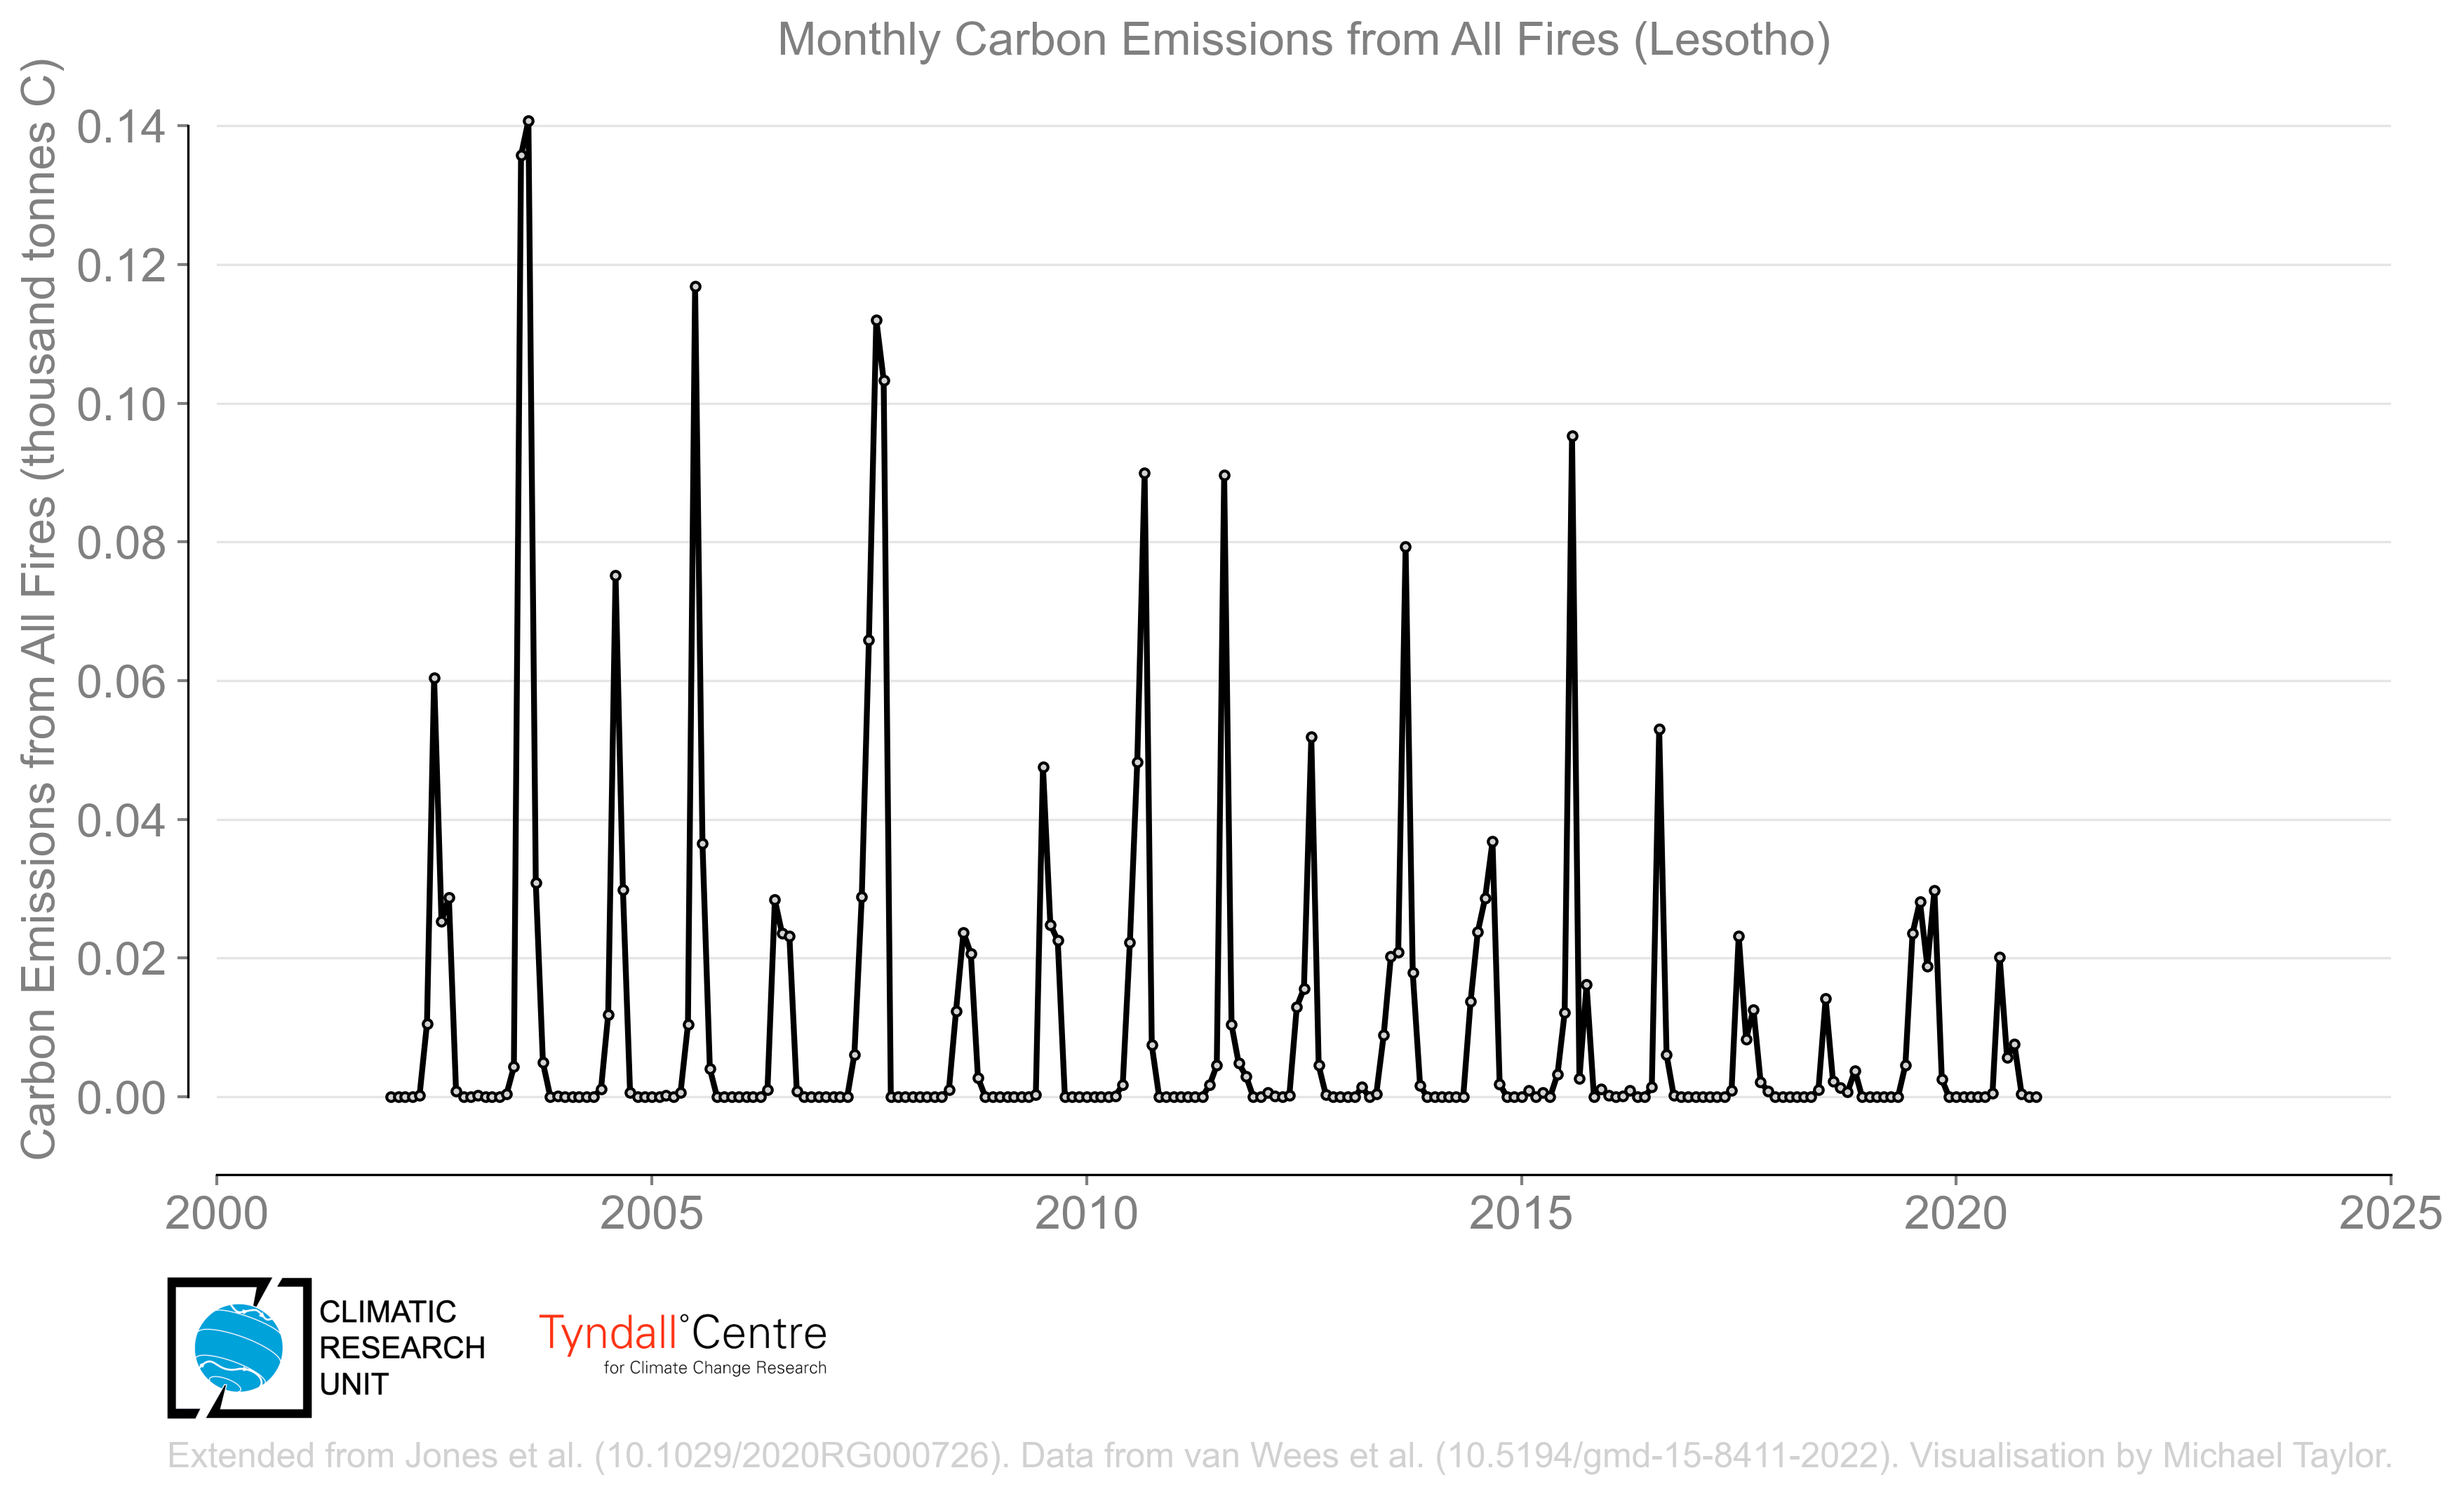 Monthly Carbon Emissions from All Fires (Lesotho)
Carbon Emissions from All Fires (thousand tonnes C)
0.14
0.12
0.10
0.08
0.06
0.04
0.02
0.00
2000 2005 2010 2015 2020 2025
CLIMATIC
RESEARCH
UNIT
Tyndall°Centre
for Climate Change Research
Extended from Jones et al. (10.1029/2020RG000726). Data from van Wees et al. (10.5194/gmd-15-8411-2022). Visualisation by Michael Taylor.